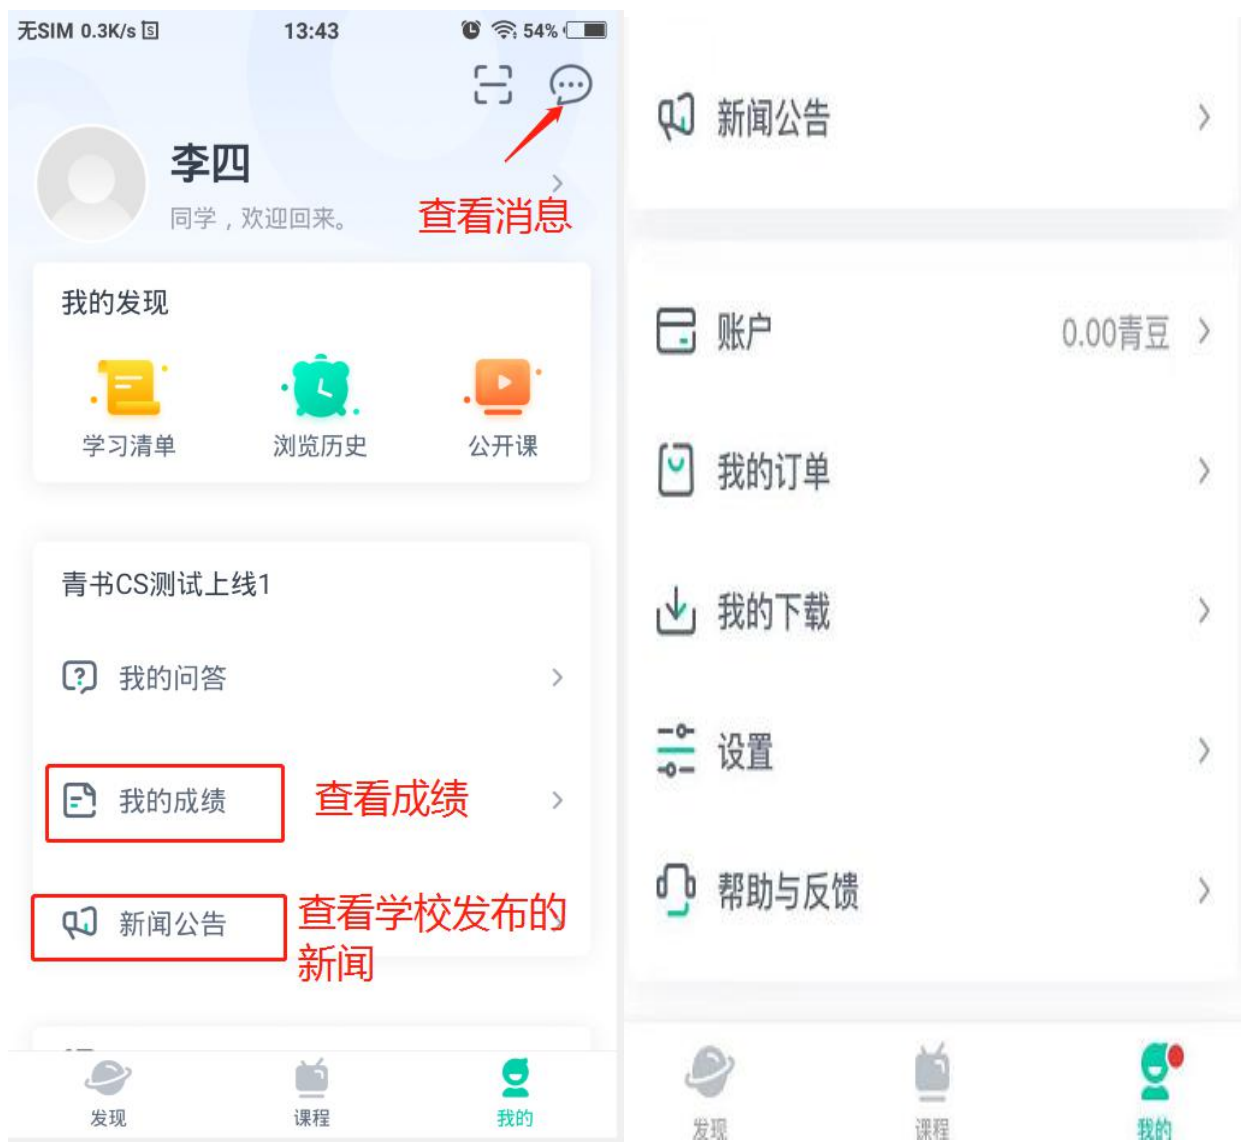 无SIM 0.3K/s S 13:43 54%
李四
同学，欢迎回来。
查看消息
我的发现
学习清单 浏览历史 公开课
青书CS测试上线1
我的问答
我的成绩 查看成绩
新闻公告 查看学校发布的
新闻
发现 课程 我的
新闻公告
账户 0.00青豆
我的订单
我的下载
设置
帮助与反馈
发现 课程 我的